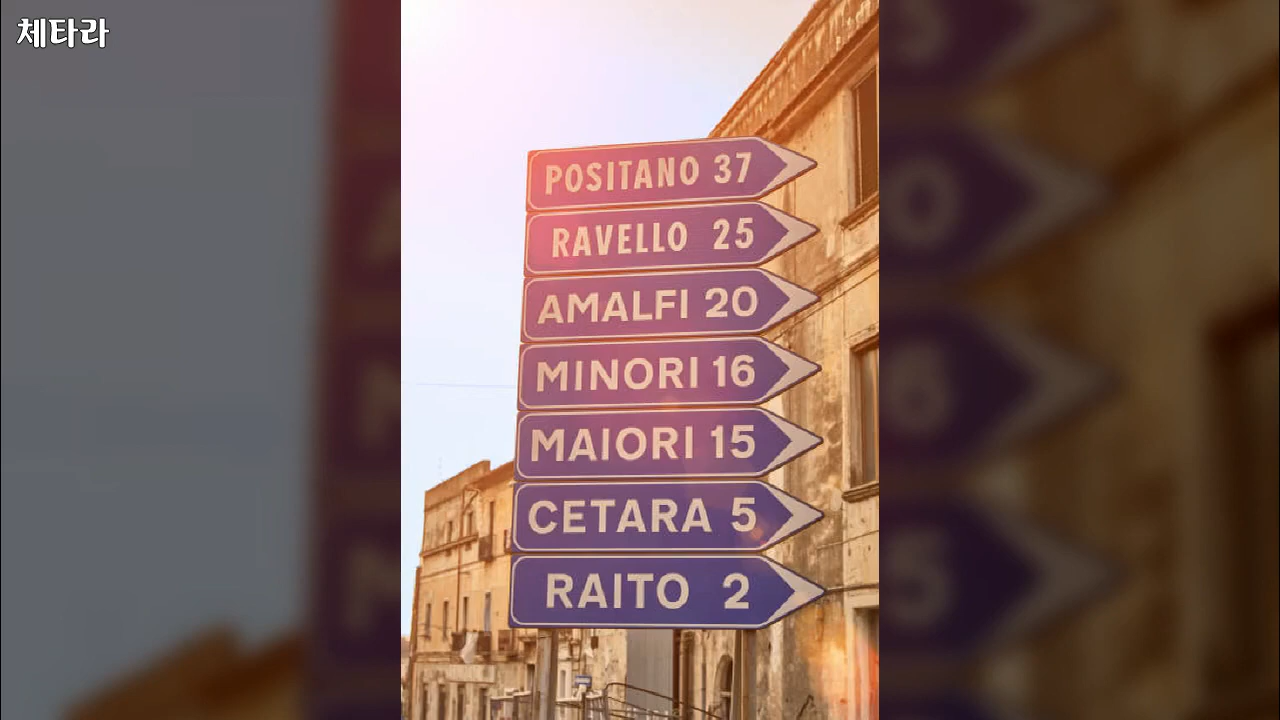 체타라
POSITANO 37
RAVELLO 25
AMALFI 20
MINORI 16
MAIORI 15
CETARA 5
RAITO 2